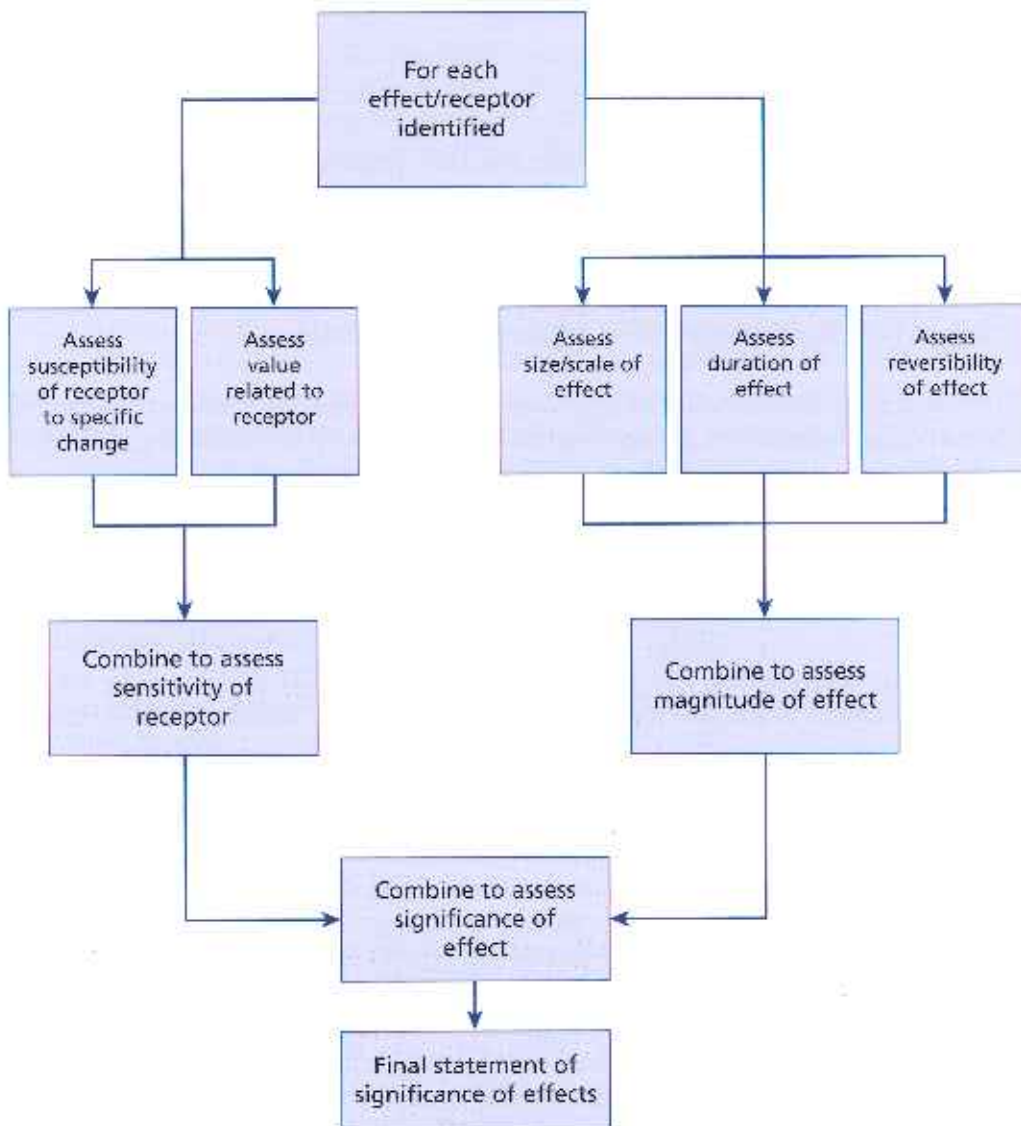 For each
effect/receptor
identified
Assess
susceptibility
of receptor
to specific
change
Assess
value
related to
receptor
Assess
size/scale of
effect
Assess
duration of
effect
Assess
reversibility
of effect
Combine to assess
sensitivity of
receptor
Combine to assess
magnitude of effect
Combine to assess
significance of
effect
Final statement of
significance of effects